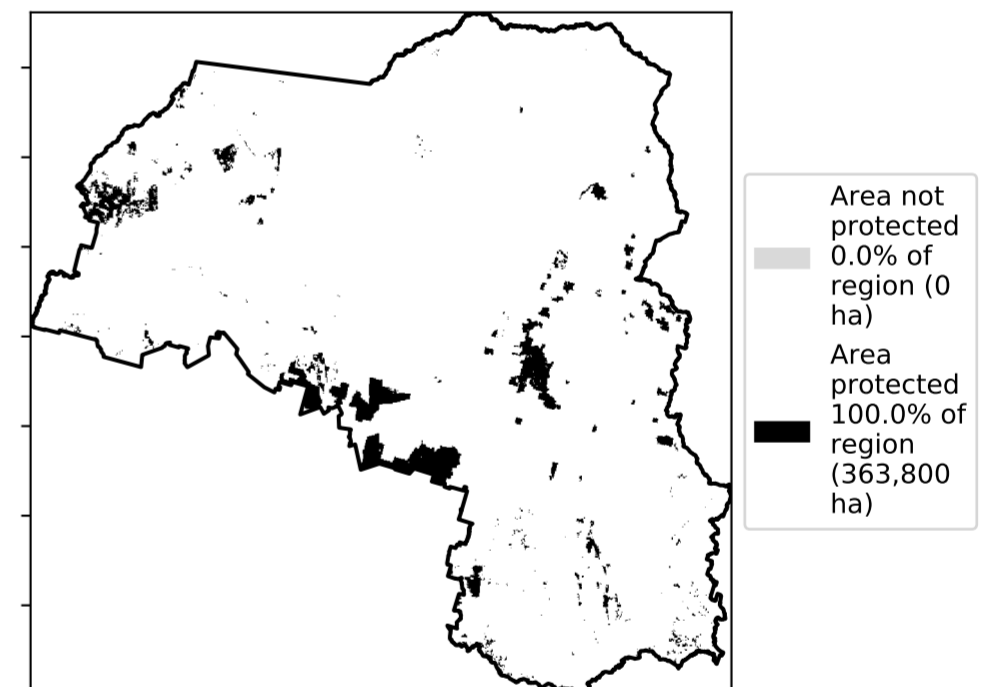 Area not
protected
0.0% of
region (0
ha)
Area
protected
100.0% of
region
(363,800
ha)